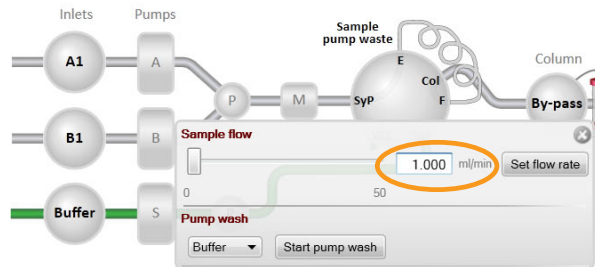 Inlets
Pumps
Sample
pump waste
Column
A1
A
E
Col
P
M
SyP
F
By-pass
B1
B
Sample flow
1.000 ml/min
Set flow rate
0
50
Buffer
S
Pump wash
Buffer
Start pump wash